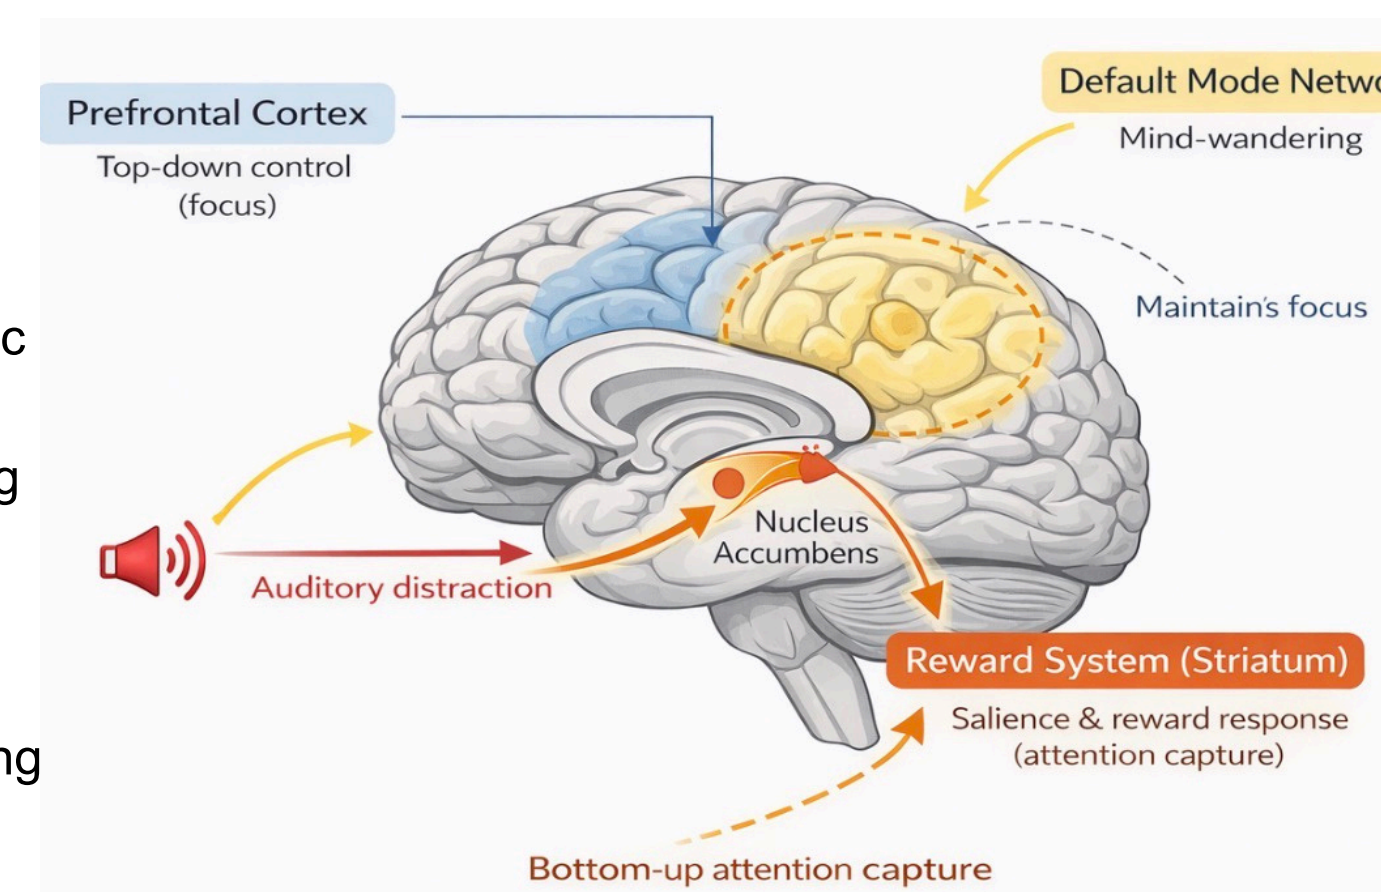 Prefrontal Cortex
Top-down control
(focus)
Default Mode Netwo
Mind-wandering
Maintain's focus
c
g
Nucleus
Accumbens
Auditory distraction
Reward System (Striatum)
Salience & reward response
(attention capture)
ng
Bottom-up attention capture